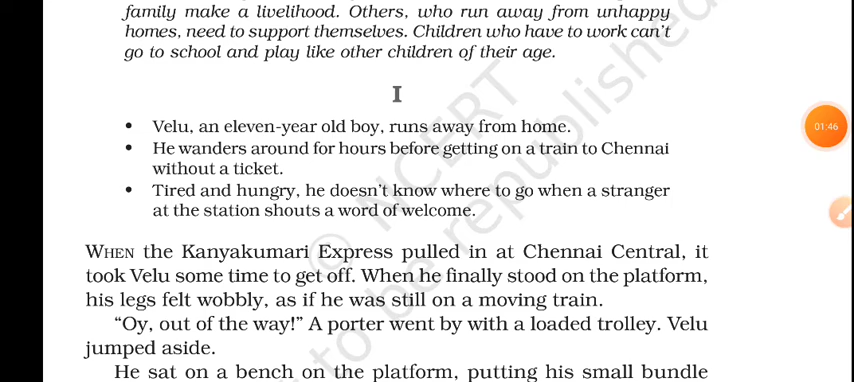 family make a livelihood. Others, who run away from unhappy
homes, need to support themselves. Children who have to work can't
go to school and play like other children of their age.
I
• Velu, an eleven-year old boy, runs away from home.
• He wanders around for hours before getting on a train to Chennai
without a ticket.
• Tired and hungry, he doesn't know where to go when a stranger
at the station shouts a word of welcome.
WHEN the Kanyakumari Express pulled in at Chennai Central, it
took Velu some time to get off. When he finally stood on the platform,
his legs felt wobbly, as if he was still on a moving train.
“Oy, out of the way!” A porter went by with a loaded trolley. Velu
jumped aside.
He sat on a bench on the platform, putting his small bundle
© NCERT
to be republished
01:46